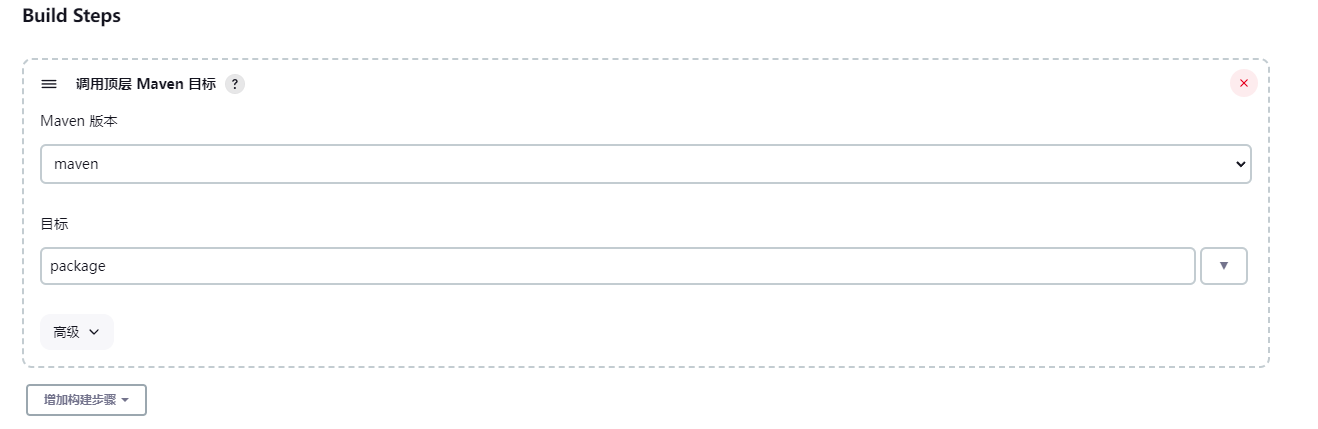 Build Steps
调用顶层 Maven 目标 ?
Maven 版本
maven
目标
package
高级
增加构建步骤